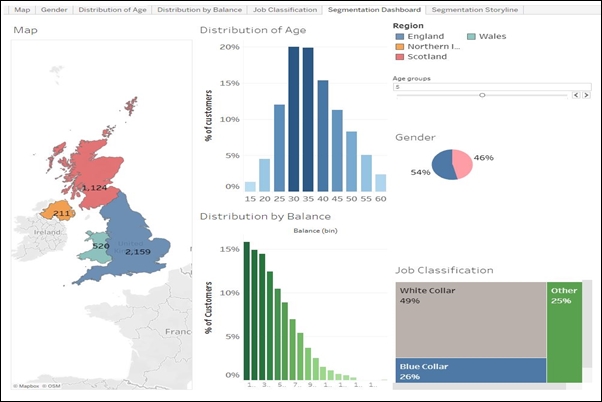 Map Gender Distribution of Age Distribution by Balance Job Classification Segmentation Dashboard Segmentation Storyline
Map
1,124
211
Ireland
520
2,159
France
© Mapbox © OSM
Distribution of Age
% of customers
20%
15%
10%
5%
0%
15 20 25 30 35 40 45 50 55 60
Distribution by Balance
Balance (bin)
% of Customers
15%
10%
5%
0%
1.. 3.. 5.. 7.. 9.. 1.. 1.. 1.. 1..
Region
England Wales
Northern I..
Scotland
Age groups
5
Gender
46%
54%
Job Classification
White Collar
49%
Other
25%
Blue Collar
26%